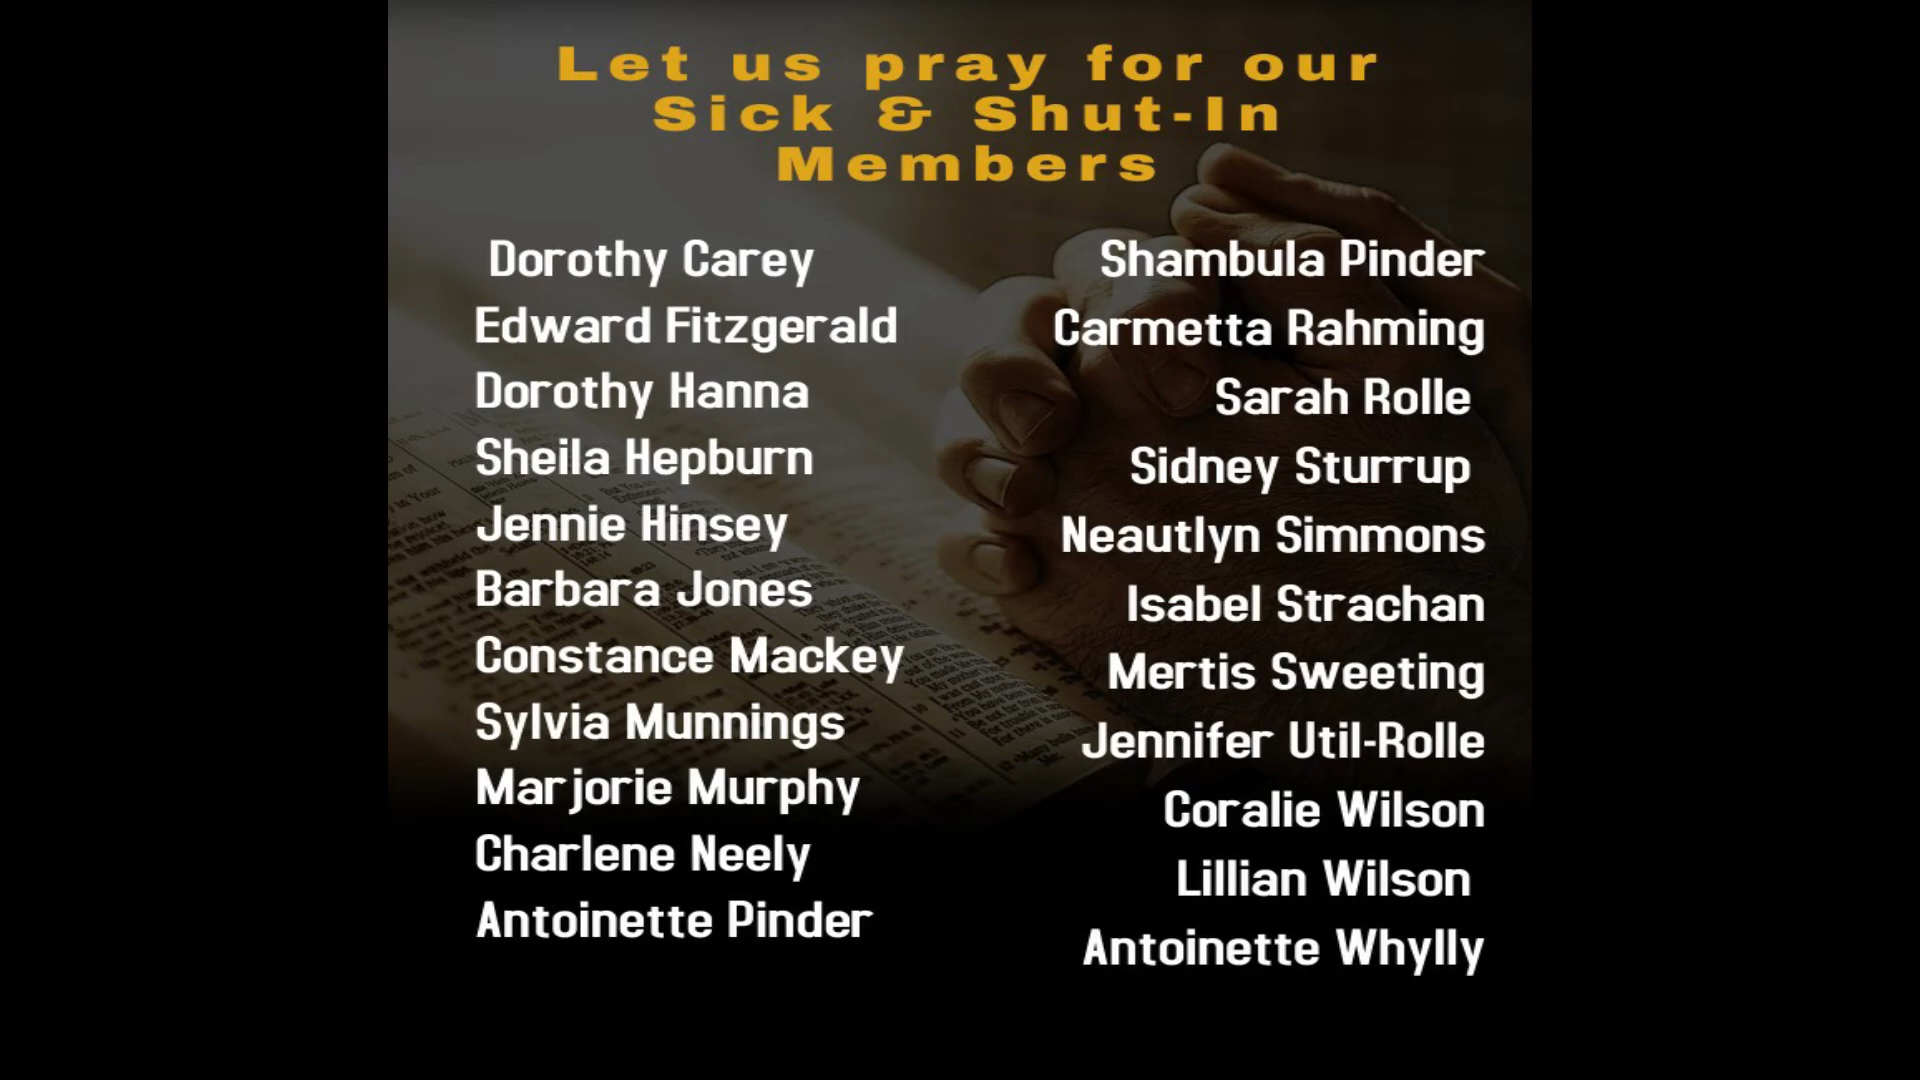 Let us pray for our
Sick & Shut-In
Members
Dorothy Carey
Edward Fitzgerald
Dorothy Hanna
Sheila Hepburn
Jennie Hinsey
Barbara Jones
Constance Mackey
Sylvia Munnings
Marjorie Murphy
Charlene Neely
Antoinette Pinder
Shambula Pinder
Carmetta Rahming
Sarah Rolle
Sidney Sturrup
Neautlyn Simmons
Isabel Strachan
Mertis Sweeting
Jennifer Util-Rolle
Coralie Wilson
Lillian Wilson
Antoinette Whylly